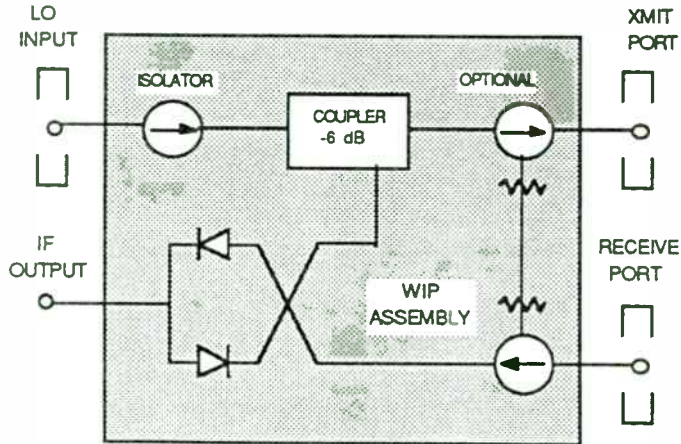 LO
INPUT
XMIT
PORT
ISOLATOR
OPTIONAL
COUPLER
-6 dB
IF
OUTPUT
RECEIVE
PORT
WIP
ASSEMBLY